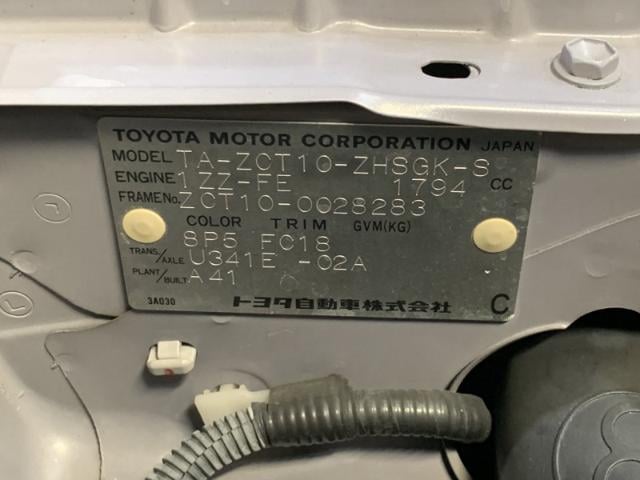 TOYOTA MOTOR CORPORATION JAPAN
MODEL TA-ZCT10-ZHSGK-S
ENGINE 1ZZ-FE 1794 CC
FRAME No. ZCT10-0028283
COLOR TRIM GVM(KG)
8P5 FC18
TRANS./AXLE U341E -02A
PLANT/BUILT A41
3A030 トヨタ自動車株式会社 C
8